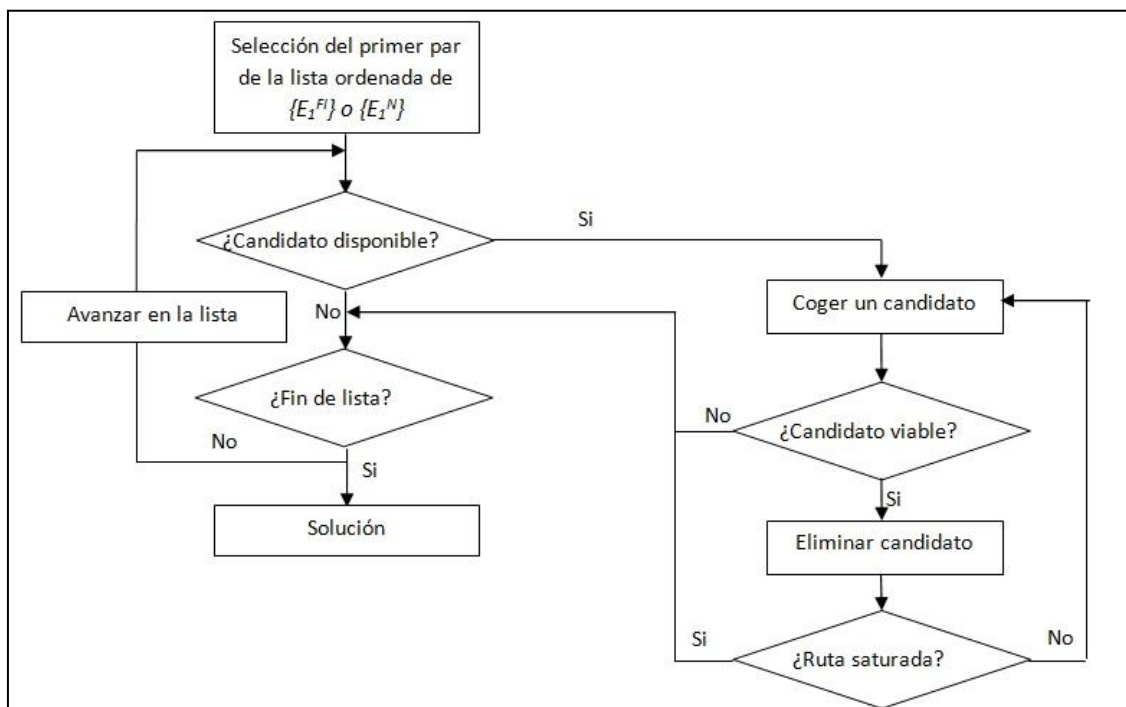 Selección del primer par
de la lista ordenada de
{E₁ᶠᴵ} o {E₁ᴺ}
¿Candidato disponible?
Si
No
Avanzar en la lista
Coger un candidato
¿Fin de lista?
No
Si
Solución
¿Candidato viable?
No
Si
Eliminar candidato
¿Ruta saturada?
Si
No